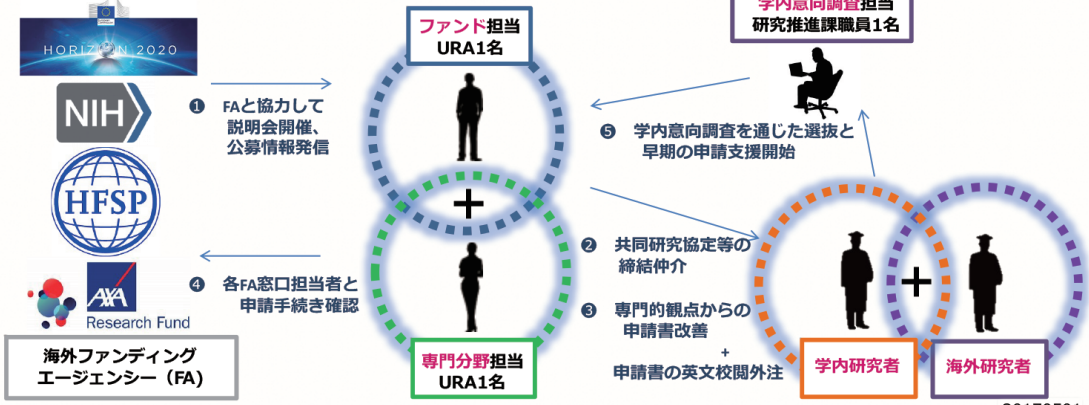 HORIZON 2020
NIH
HFSP
AXA
Research Fund
海外ファンディング
エージェンシー（FA)
❶ FAと協力して
説明会開催、
公募情報発信
❹ 各FA窓口担当者と
申請手続き確認
ファンド担当
URA1名
+
専門分野担当
URA1名
学内意向調査担当
研究推進課職員1名
❺ 学内意向調査を通じた選抜と
早期の申請支援開始
❷ 共同研究協定等の
締結仲介
❸ 専門的観点からの
申請書改善
+
申請書の英文校閲外注
+
学内研究者
海外研究者